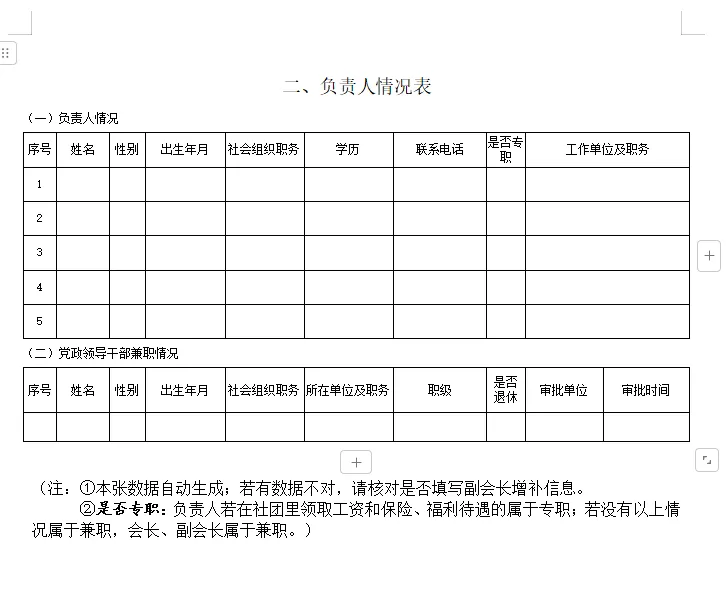 二、负责人情况表
（一）负责人情况
序号 姓名 性别 出生年月 社会组织职务 学历 联系电话 是否专职 工作单位及职务
1
2
3
4
5
（二）党政领导干部兼职情况
序号 姓名 性别 出生年月 社会组织职务 所在单位及职务 职级 是否退休 审批单位 审批时间
（注：①本张数据自动生成；若有数据不对，请核对是否填写副会长增补信息。
②是否专职：负责人若在社团里领取工资和保险、福利待遇的属于专职；若没有以上情
况属于兼职，会长、副会长属于兼职。）